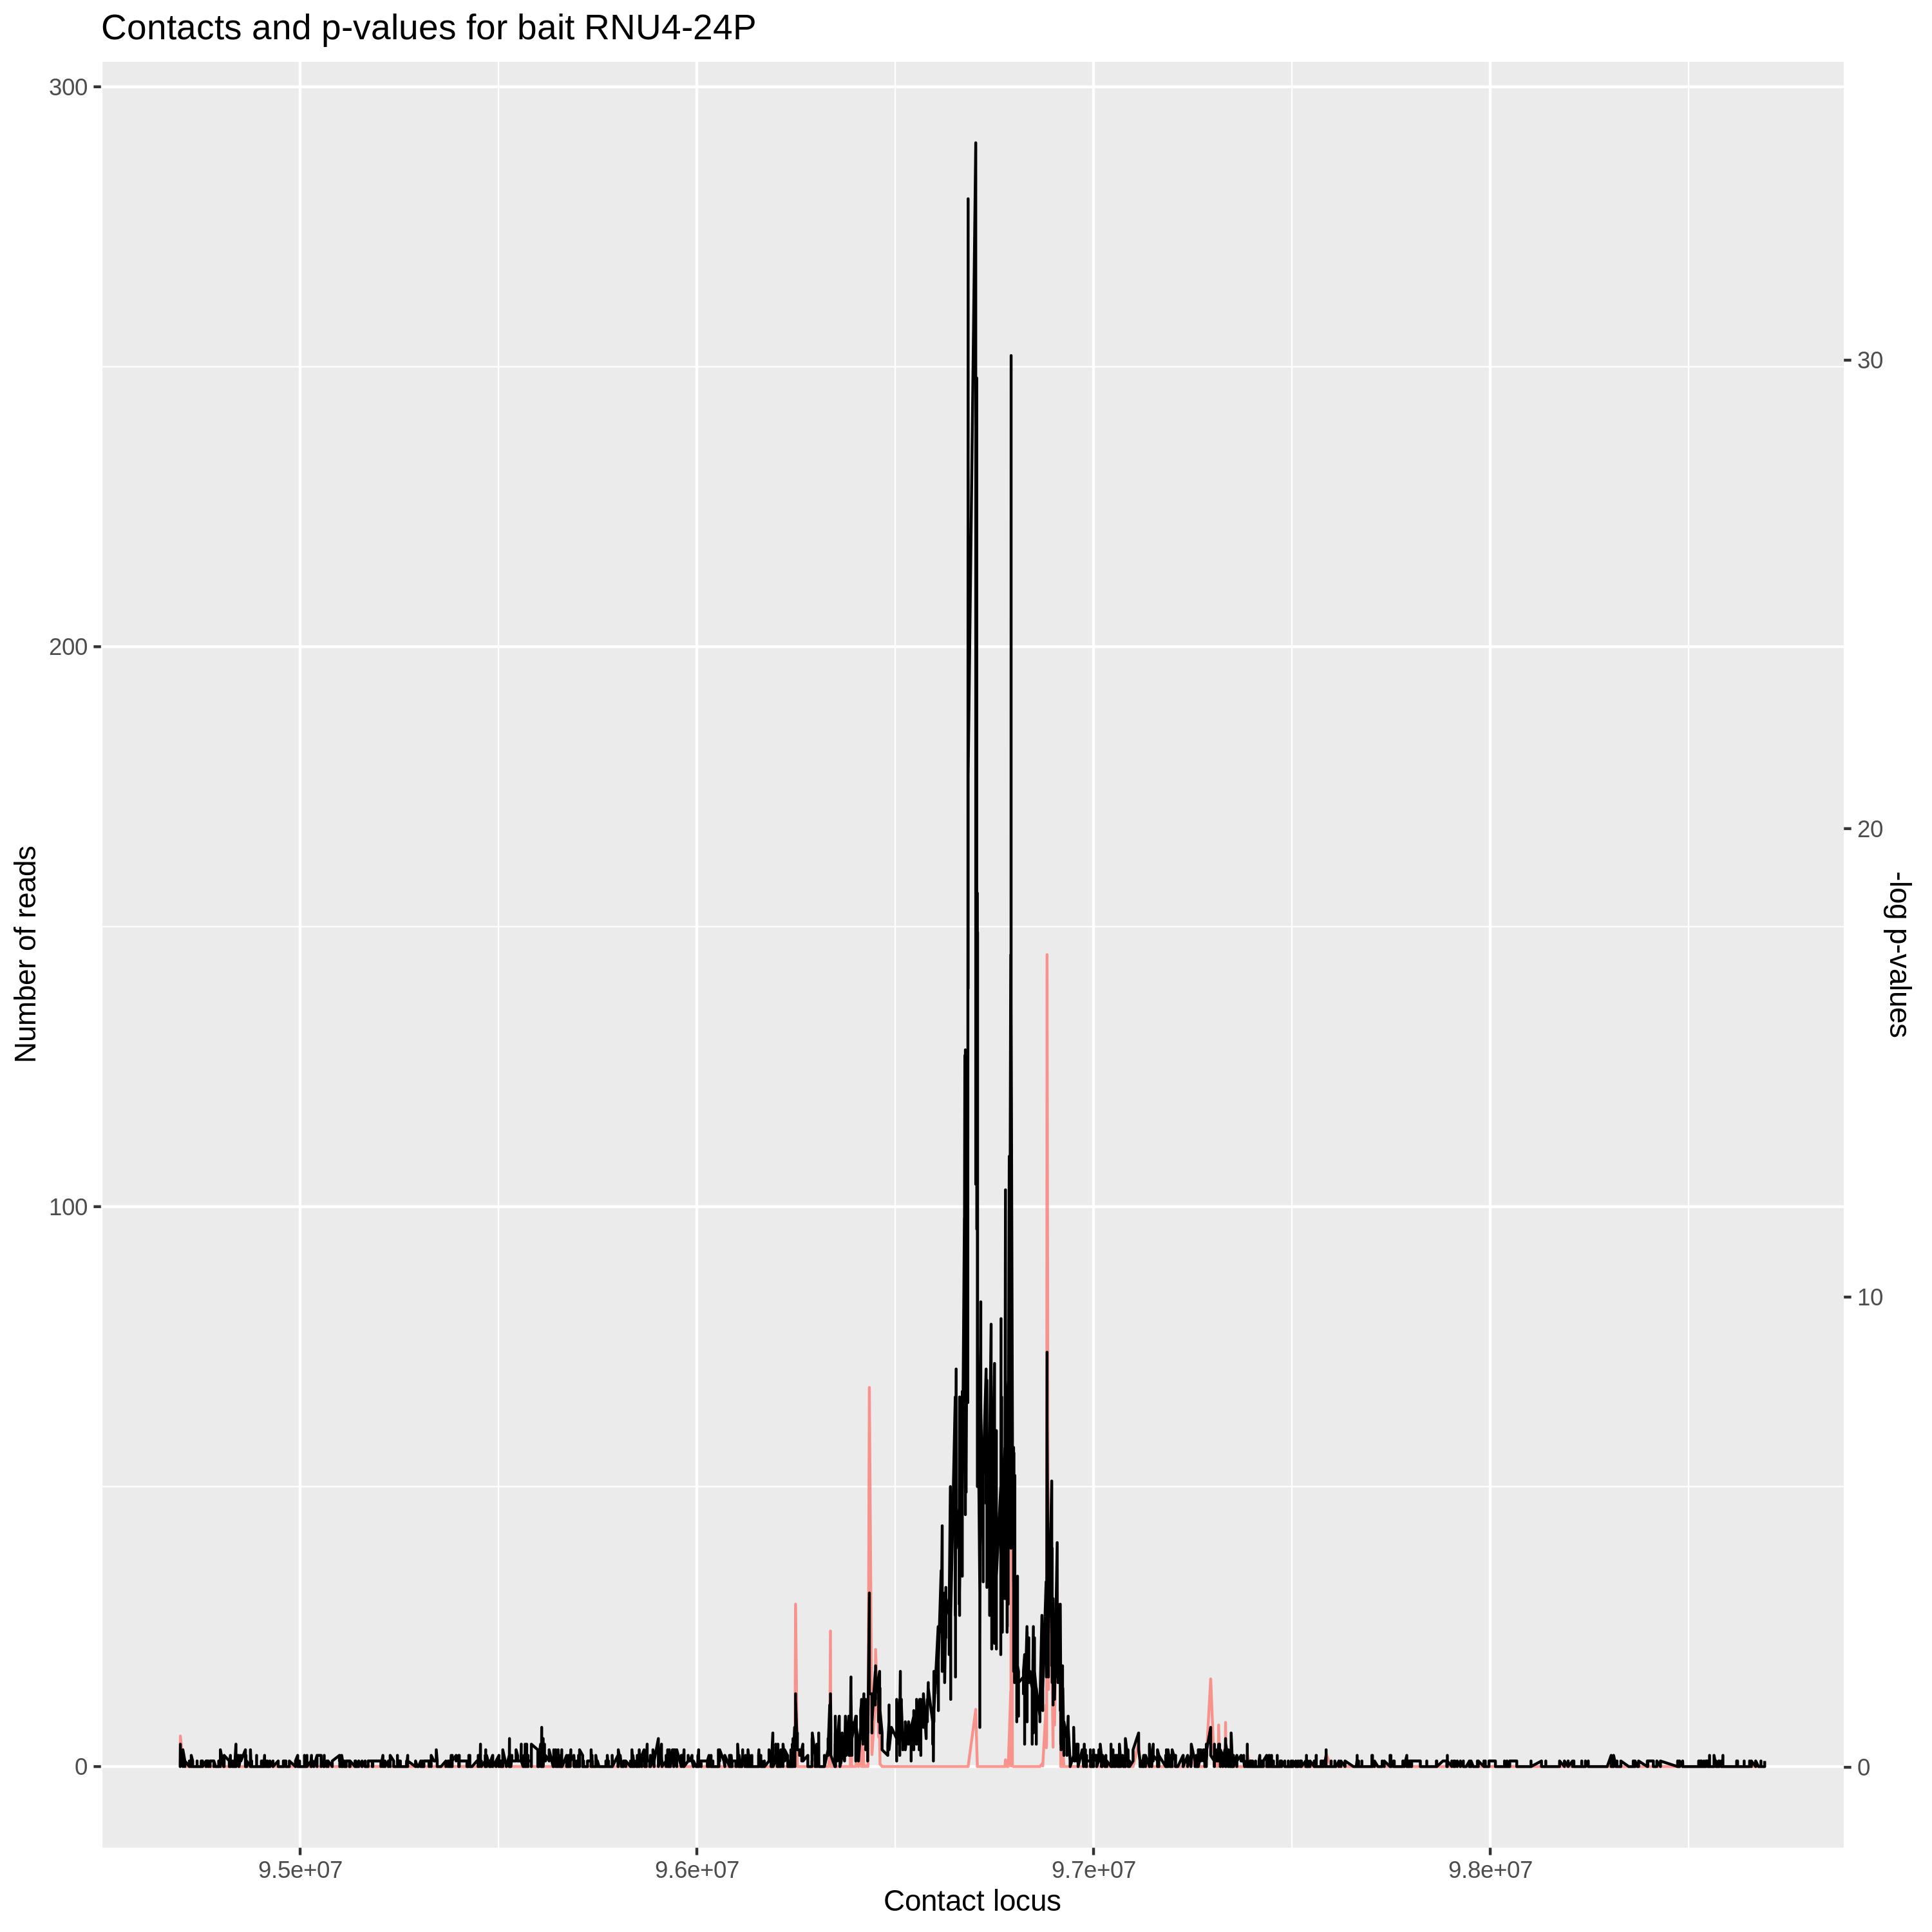 Contacts and p-values for bait RNU4-24P
300
200
100
0
Number of reads
30
20
10
0
-log p-values
9.5e+07
9.6e+07
9.7e+07
9.8e+07
Contact locus